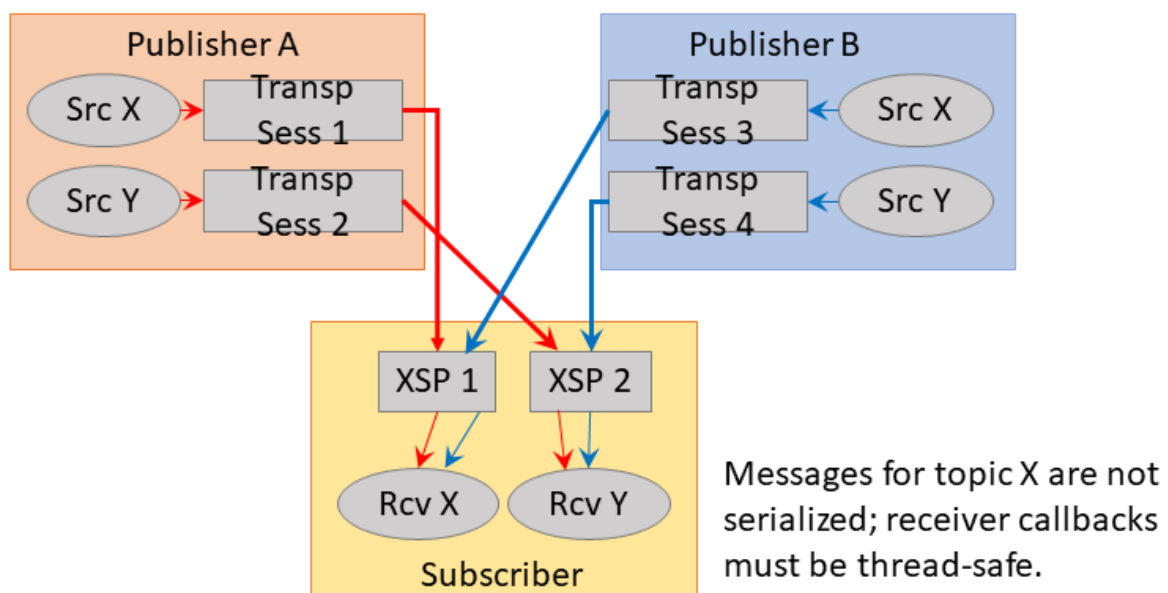 Publisher A
Src X
Transp
Sess 1
Src Y
Transp
Sess 2
Publisher B
Transp
Sess 3
Src X
Transp
Sess 4
Src Y
XSP 1
XSP 2
Rcv X
Rcv Y
Subscriber
Messages for topic X are not
serialized; receiver callbacks
must be thread-safe.